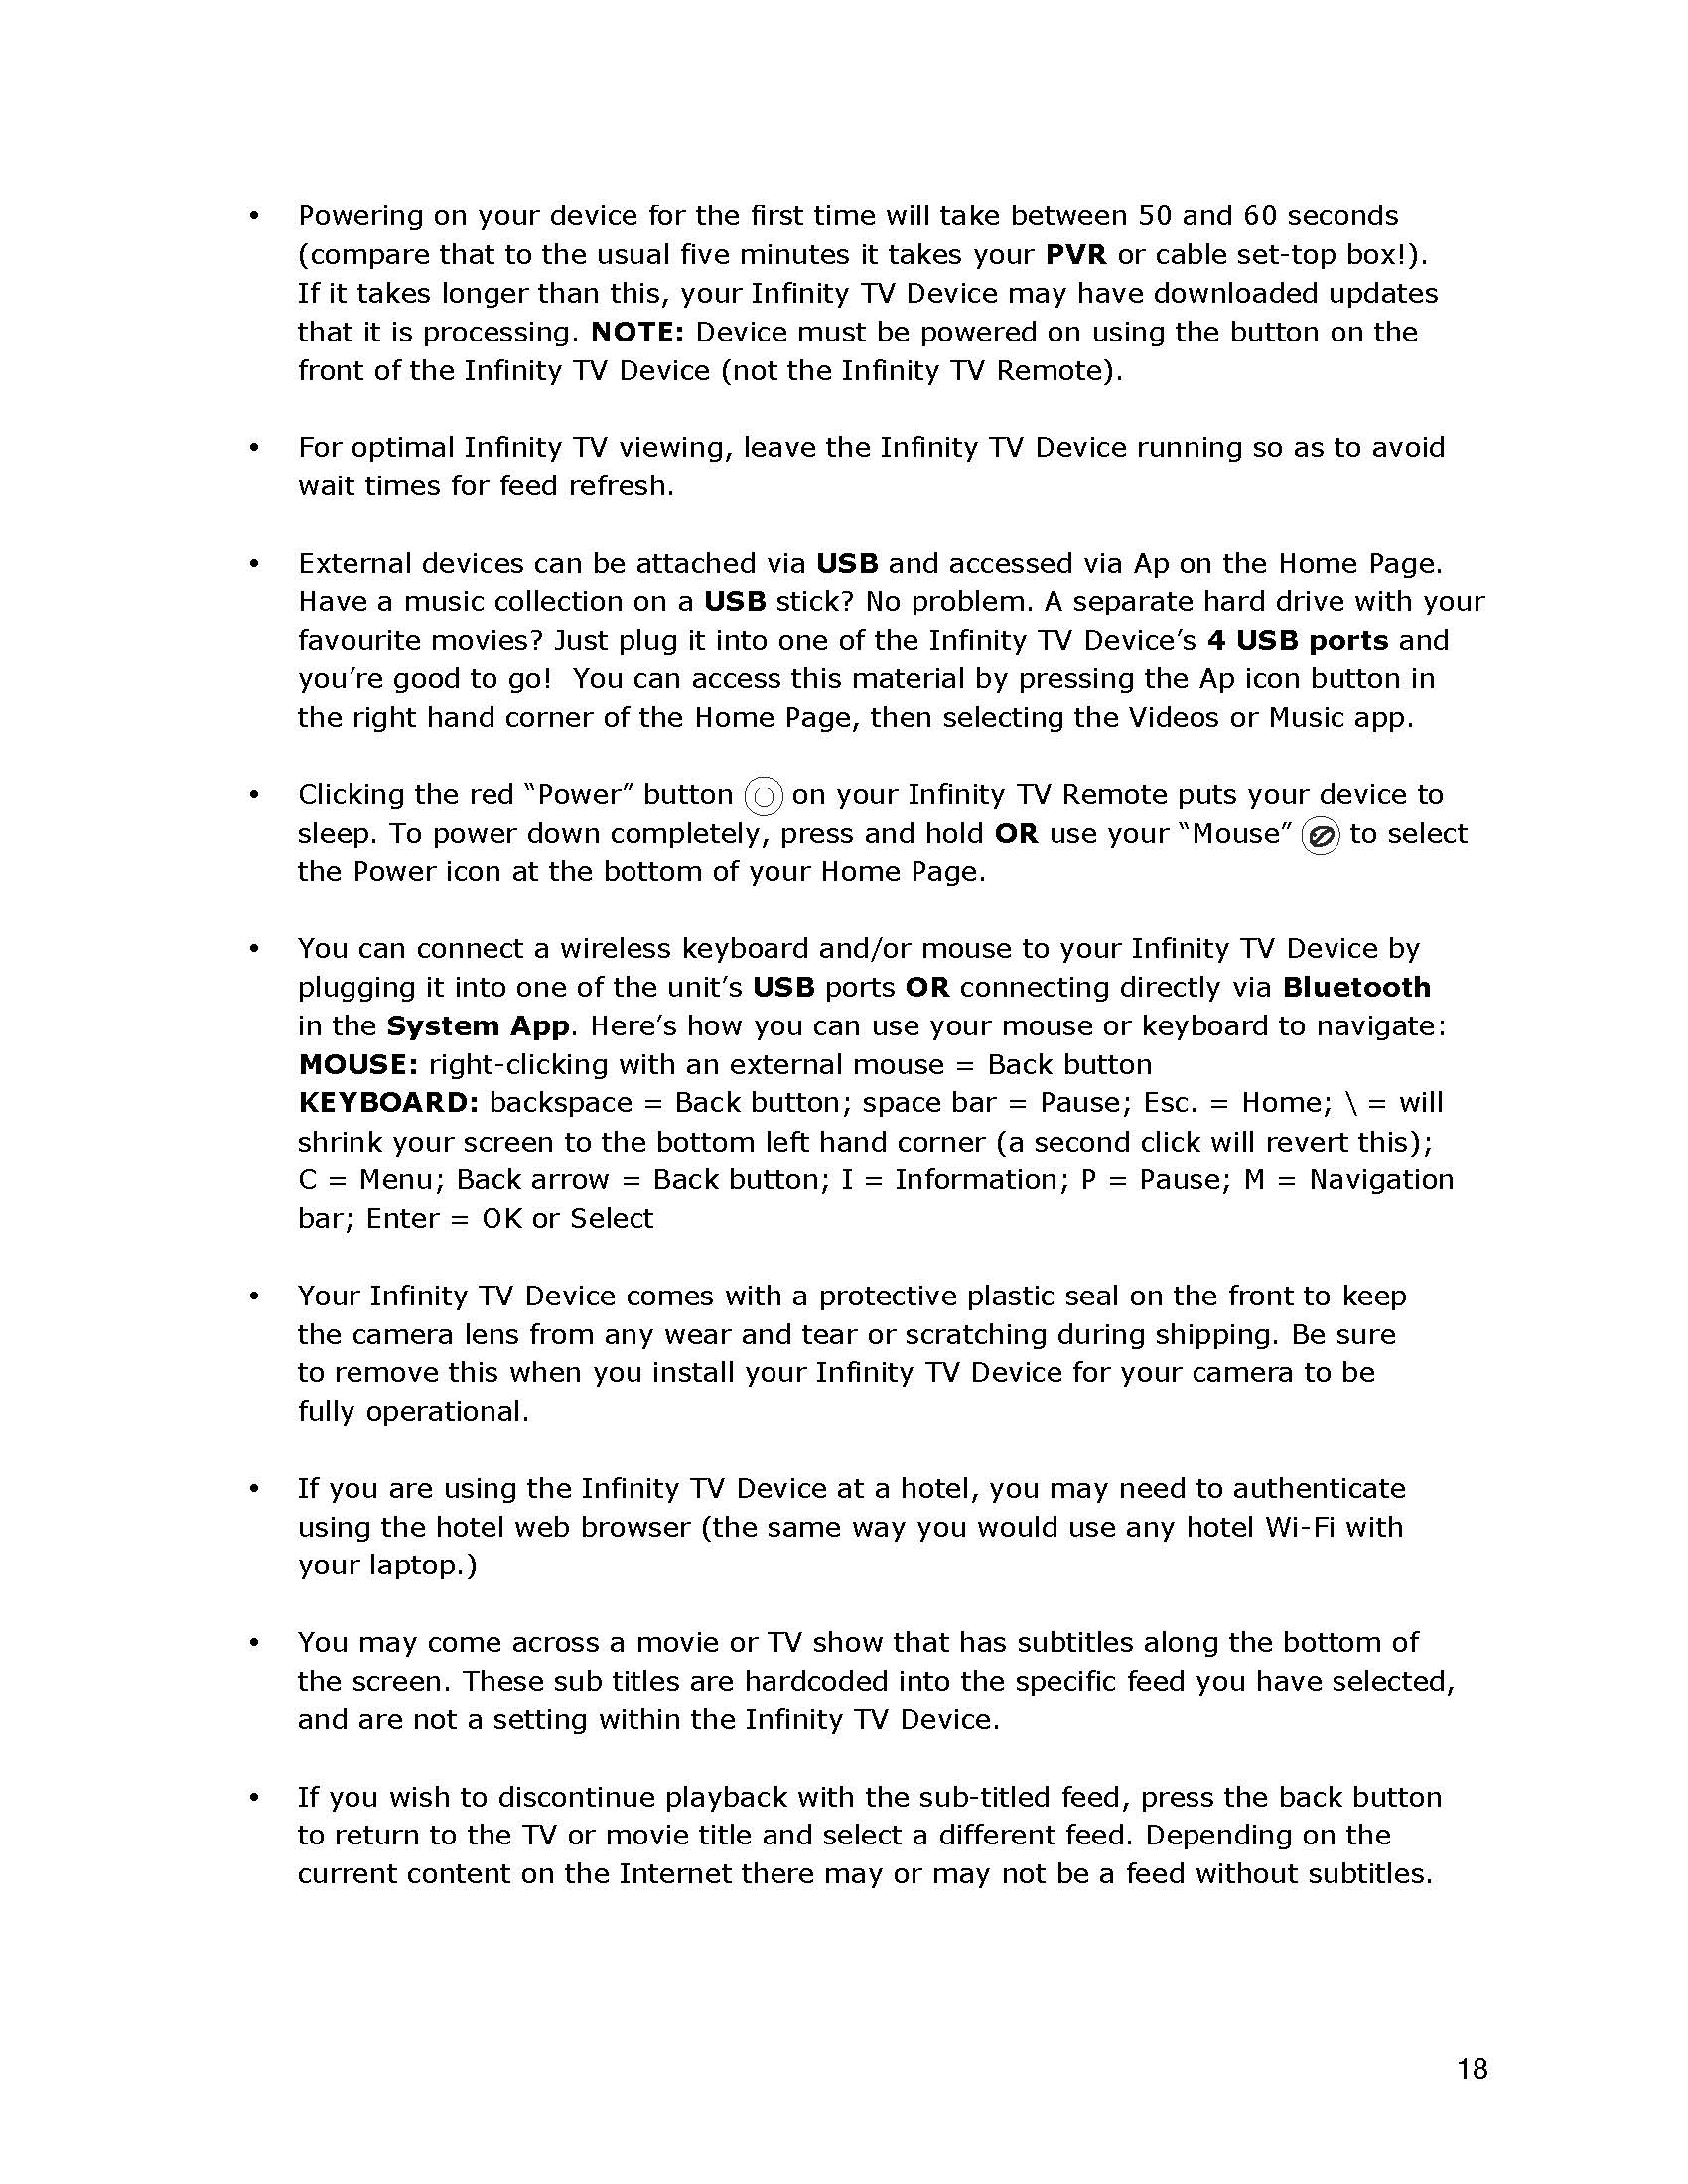 • Powering on your device for the first time will take between 50 and 60 seconds
(compare that to the usual five minutes it takes your PVR or cable set-top box!).
If it takes longer than this, your Infinity TV Device may have downloaded updates
that it is processing. NOTE: Device must be powered on using the button on the
front of the Infinity TV Device (not the Infinity TV Remote).
• For optimal Infinity TV viewing, leave the Infinity TV Device running so as to avoid
wait times for feed refresh.
• External devices can be attached via USB and accessed via Ap on the Home Page.
Have a music collection on a USB stick? No problem. A separate hard drive with your
favourite movies? Just plug it into one of the Infinity TV Device’s 4 USB ports and
you’re good to go!  You can access this material by pressing the Ap icon button in
the right hand corner of the Home Page, then selecting the Videos or Music app.
• Clicking the red “Power” button on your Infinity TV Remote puts your device to
sleep. To power down completely, press and hold OR use your “Mouse” to select
the Power icon at the bottom of your Home Page.
• You can connect a wireless keyboard and/or mouse to your Infinity TV Device by
plugging it into one of the unit’s USB ports OR connecting directly via Bluetooth
in the System App. Here’s how you can use your mouse or keyboard to navigate:
MOUSE: right-clicking with an external mouse = Back button
KEYBOARD: backspace = Back button; space bar = Pause; Esc. = Home; \ = will
shrink your screen to the bottom left hand corner (a second click will revert this);
C = Menu; Back arrow = Back button; I = Information; P = Pause; M = Navigation
bar; Enter = OK or Select
• Your Infinity TV Device comes with a protective plastic seal on the front to keep
the camera lens from any wear and tear or scratching during shipping. Be sure
to remove this when you install your Infinity TV Device for your camera to be
fully operational.
• If you are using the Infinity TV Device at a hotel, you may need to authenticate
using the hotel web browser (the same way you would use any hotel Wi-Fi with
your laptop.)
• You may come across a movie or TV show that has subtitles along the bottom of
the screen. These sub titles are hardcoded into the specific feed you have selected,
and are not a setting within the Infinity TV Device.
• If you wish to discontinue playback with the sub-titled feed, press the back button
to return to the TV or movie title and select a different feed. Depending on the
current content on the Internet there may or may not be a feed without subtitles.
18